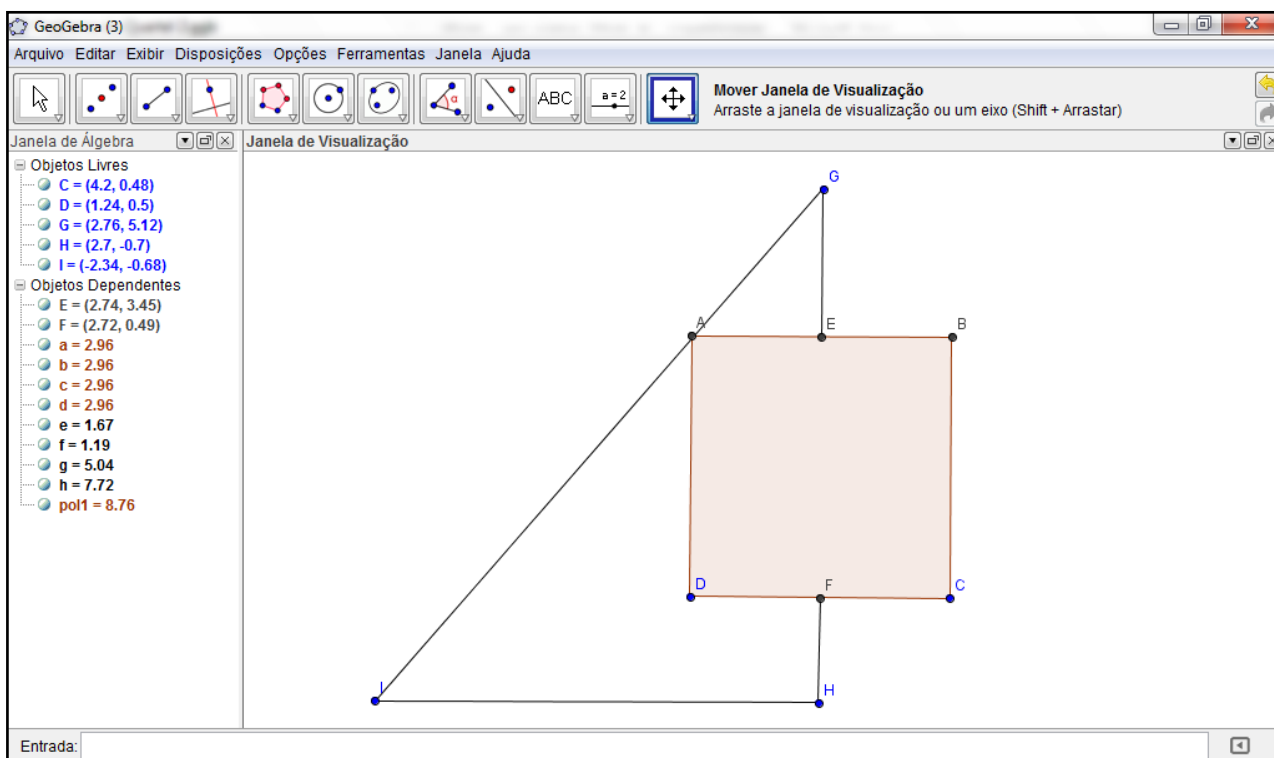 GeoGebra (3)
Arquivo Editar Exibir Disposições Opções Ferramentas Janela Ajuda
ABC
a=2
α
Mover Janela de Visualização
Arraste a janela de visualização ou um eixo (Shift + Arrastar)
Janela de Álgebra
Janela de Visualização
Objetos Livres
C = (4.2, 0.48)
D = (1.24, 0.5)
G = (2.76, 5.12)
H = (2.7, -0.7)
I = (-2.34, -0.68)
Objetos Dependentes
E = (2.74, 3.45)
F = (2.72, 0.49)
a = 2.96
b = 2.96
c = 2.96
d = 2.96
e = 1.67
f = 1.19
g = 5.04
h = 7.72
pol1 = 8.76
G
A
E
B
D
F
C
I
H
Entrada: